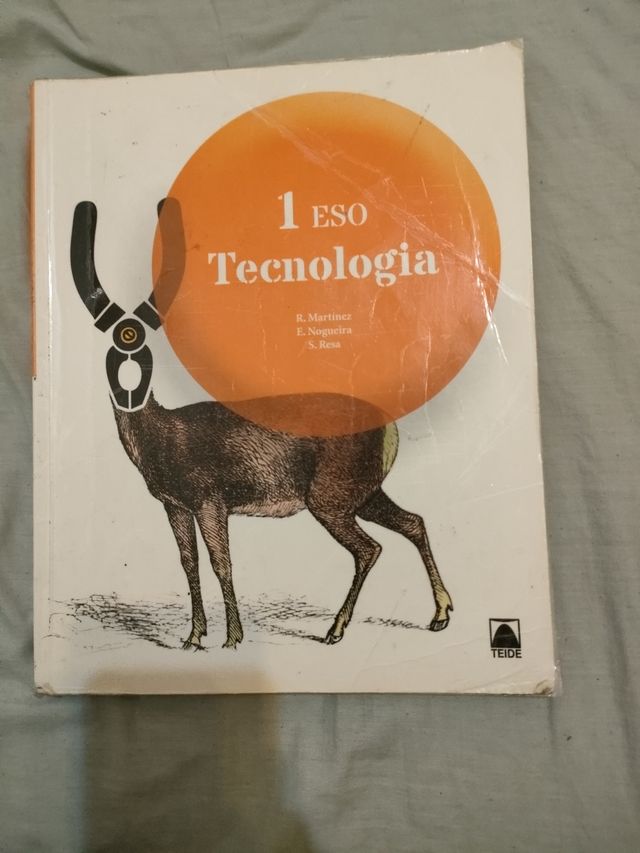 1 ESO
Tecnologia
R. Martínez
E. Nogueira
S. Resa
TEIDE